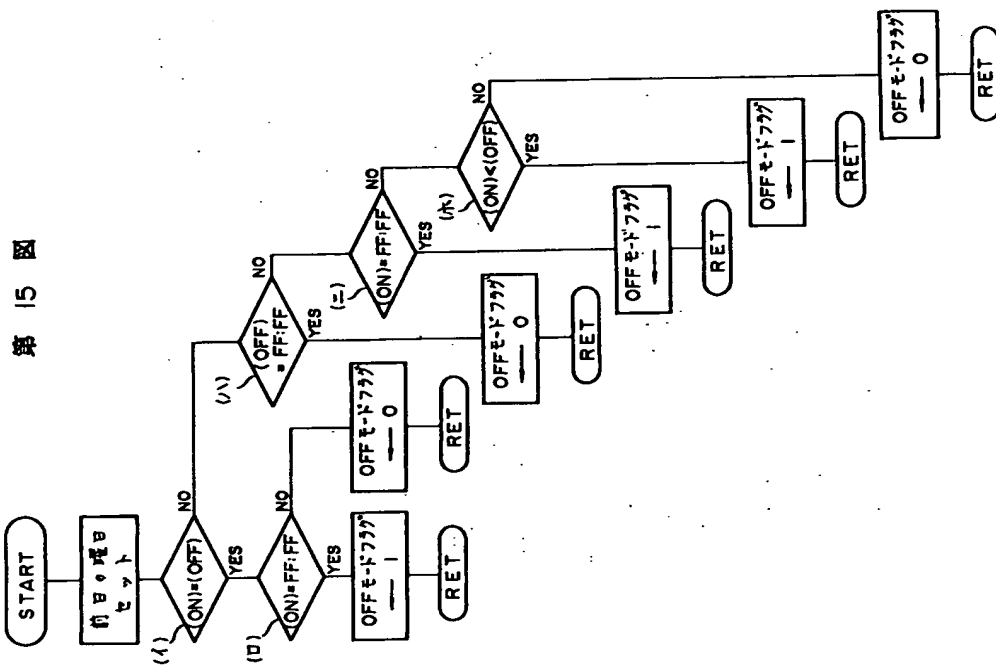 第 15 図
START
前日の曜日
セット
(イ)
(ON)=(OFF)
NO
YES
(ロ)
(ON)=FF:FF
NO
YES
OFFモードフラグ
← 1
RET
OFFモードフラグ
← 0
RET
(ハ)
(OFF)
=FF:FF
NO
YES
OFFモードフラグ
← 0
RET
(ニ)
(ON)=FF:FF
NO
YES
OFFモードフラグ
← 1
RET
(ホ)
(ON)<(OFF)
NO
YES
OFFモードフラグ
← 1
RET
OFFモードフラグ
← 0
RET